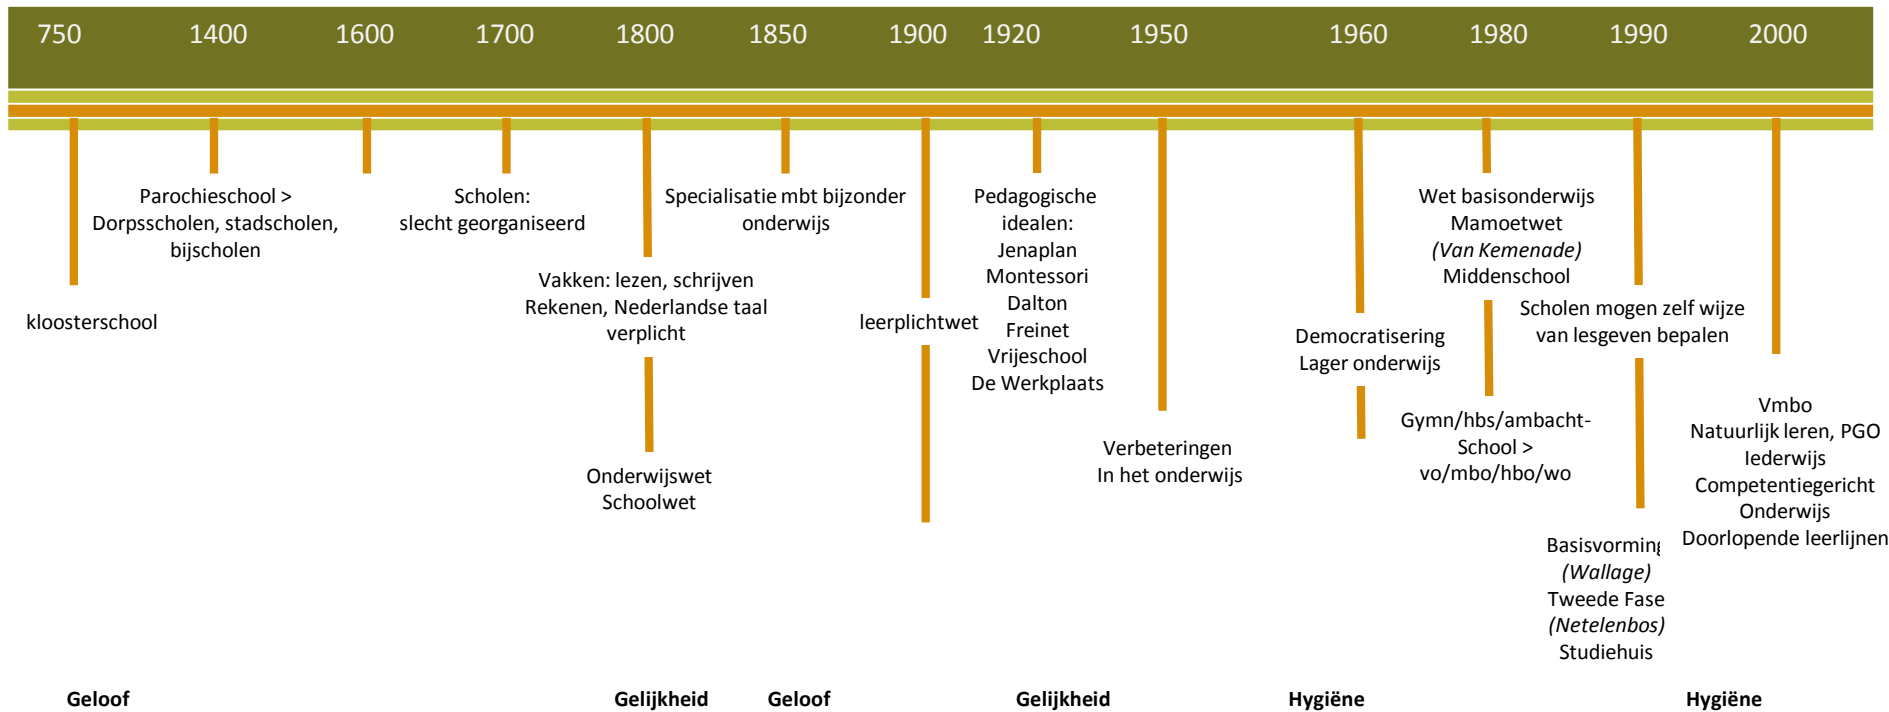 750 1400 1600 1700 1800 1850 1900 1920 1950 1960 1980 1990 2000
kloosterschool
Parochieschool >
Dorpsscholen, stadscholen,
bijscholen
Scholen:
slecht georganiseerd
Vakken: lezen, schrijven
Rekenen, Nederlandse taal
verplicht
Onderwijswet
Schoolwet
Specialisatie mbt bijzonder
onderwijs
leerplichtwet
Pedagogische
idealen:
Jenaplan
Montessori
Dalton
Freinet
Vrijeschool
De Werkplaats
Verbeteringen
In het onderwijs
Democratisering
Lager onderwijs
Wet basisonderwijs
Mamoetwet
(Van Kemenade)
Middenschool
Gymn/hbs/ambacht-
School >
vo/mbo/hbo/wo
Scholen mogen zelf wijze
van lesgeven bepalen
Basisvorming
(Wallage)
Tweede Fase
(Netelenbos)
Studiehuis
Vmbo
Natuurlijk leren, PGO
Iederwijs
Competentiegericht
Onderwijs
Doorlopende leerlijnen
Geloof Gelijkheid Geloof Gelijkheid Hygiëne Hygiëne